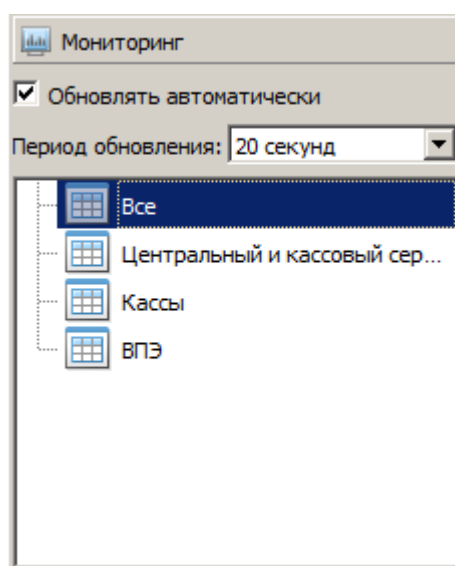 Мониторинг
Обновлять автоматически
Период обновления: 20 секунд
Все
Центральный и кассовый сер...
Кассы
ВПЭ